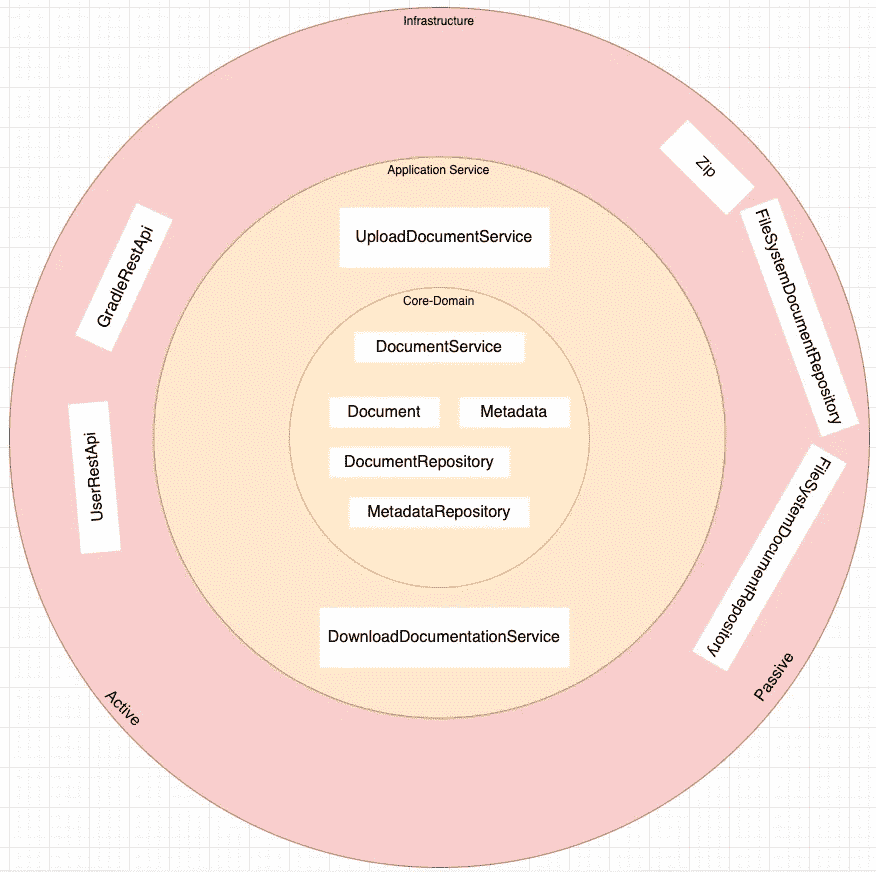 Infrastructure
Zip
Application Service
FileSystemDocumentRepository
GradleRestApi
UploadDocumentService
Core-Domain
DocumentService
Document
Metadata
UserRestApi
DocumentRepository
FileSystemDocumentRepository
MetadataRepository
DownloadDocumentationService
Passive
Active